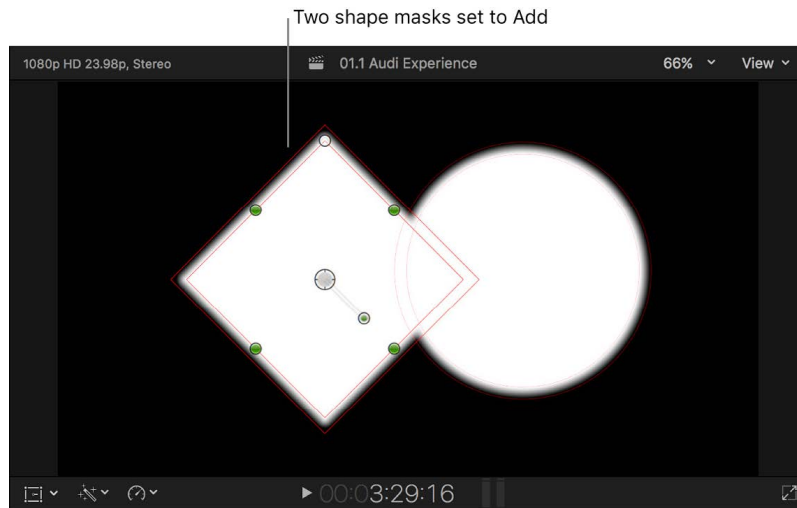 Two shape masks set to Add
1080p HD 23.98p, Stereo 01.1 Audi Experience 66% View
00:03:29:16